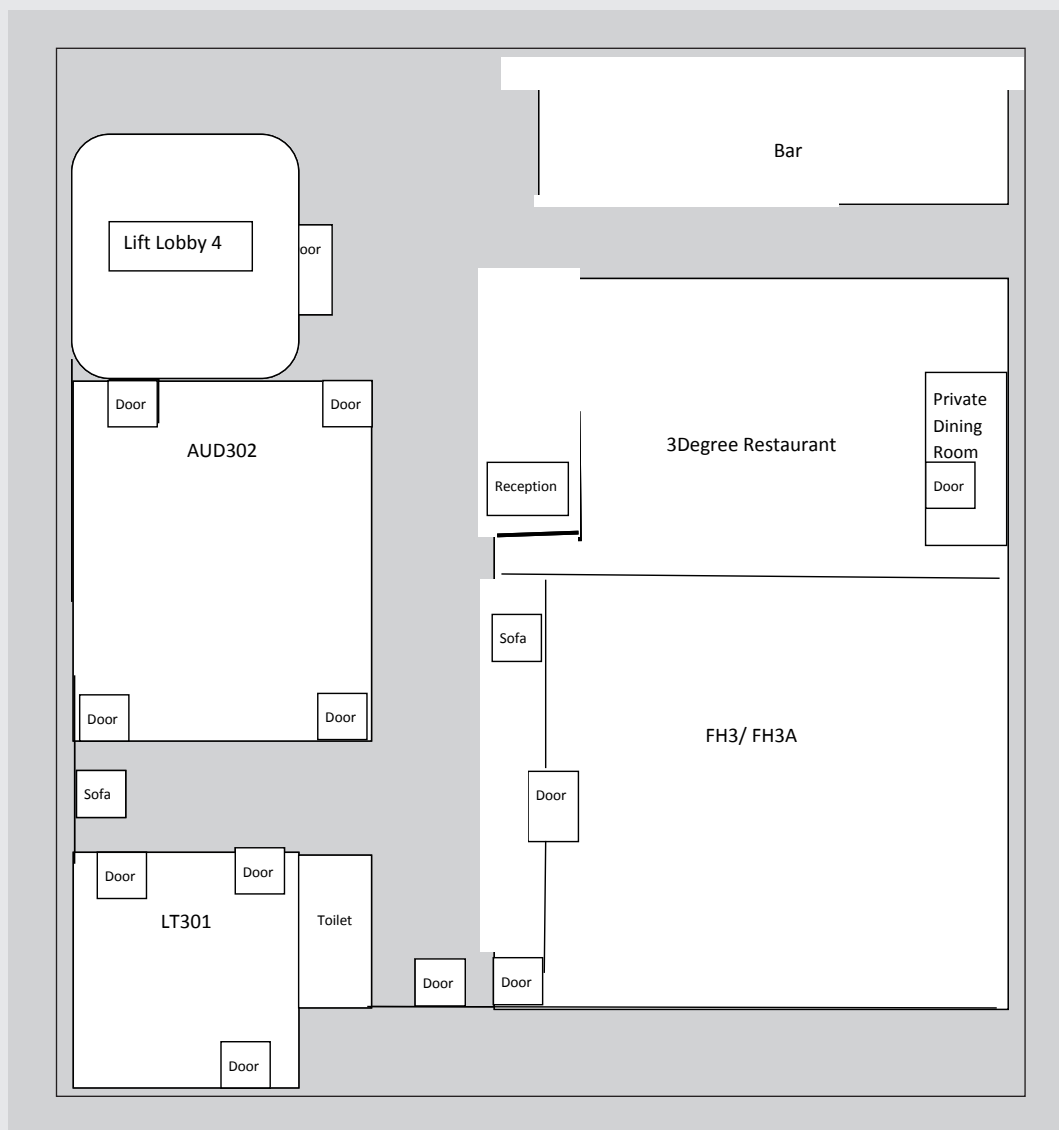 Bar
Lift Lobby 4
oor
Door
Door
AUD302
3Degree Restaurant
Private
Dining
Room
Door
Reception
Sofa
Door
Door
FH3/ FH3A
Sofa
Door
Door
Door
LT301
Toilet
Door
Door
Door